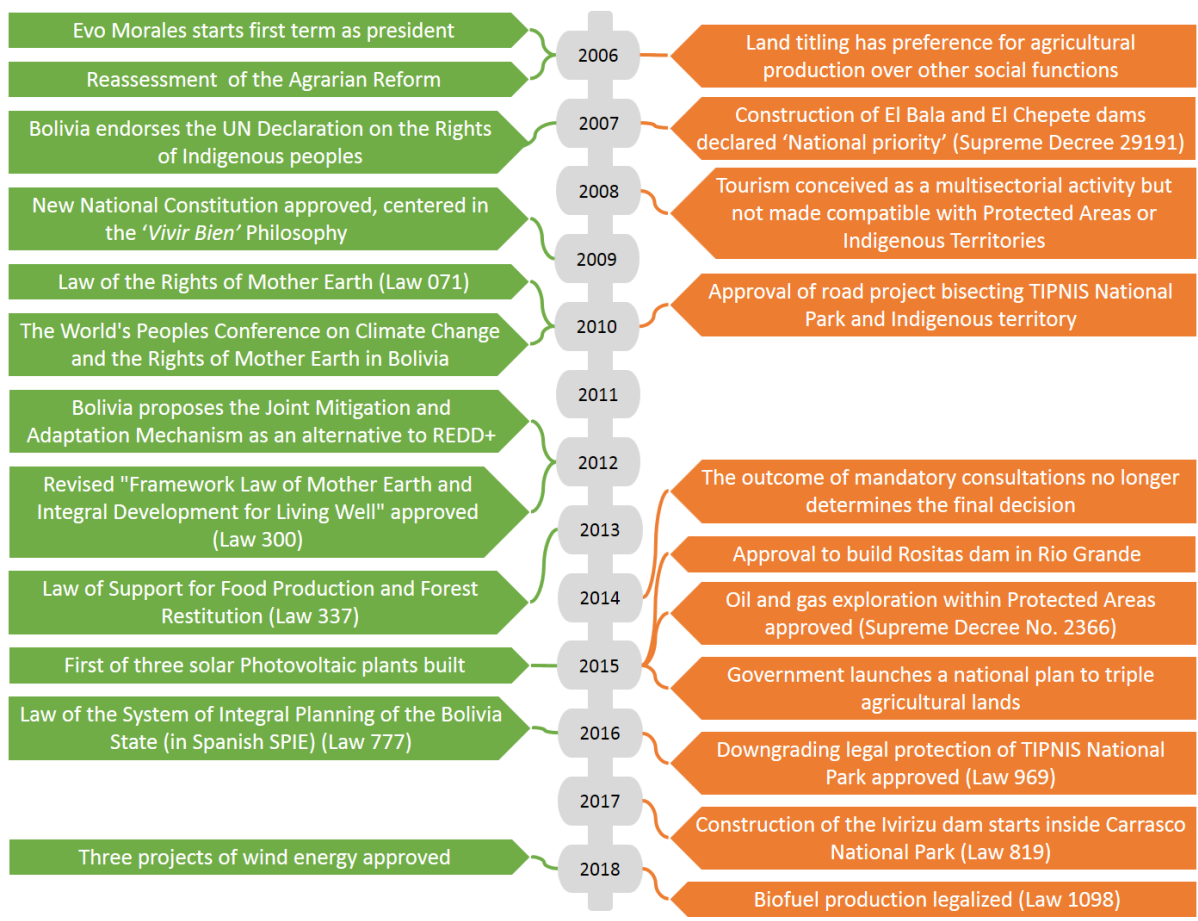 Evo Morales starts first term as president
Reassessment  of the Agrarian Reform
2006
Land titling has preference for agricultural
production over other social functions
Bolivia endorses the UN Declaration on the Rights
of Indigenous peoples
2007
Construction of El Bala and El Chepete dams
declared ‘National priority’ (Supreme Decree 29191)
2008
Tourism conceived as a multisectorial activity but
not made compatible with Protected Areas or
Indigenous Territories
New National Constitution approved, centered in
the ‘Vivir Bien’ Philosophy
2009
Law of the Rights of Mother Earth (Law 071)
The World's Peoples Conference on Climate Change
and the Rights of Mother Earth in Bolivia
2010
Approval of road project bisecting TIPNIS National
Park and Indigenous territory
2011
Bolivia proposes the Joint Mitigation and
Adaptation Mechanism as an alternative to REDD+
Revised "Framework Law of Mother Earth and
Integral Development for Living Well" approved
(Law 300)
2012
2013
Law of Support for Food Production and Forest
Restitution (Law 337)
2014
The outcome of mandatory consultations no longer
determines the final decision
First of three solar Photovoltaic plants built
2015
Approval to build Rositas dam in Rio Grande
Oil and gas exploration within Protected Areas
approved (Supreme Decree No. 2366)
Government launches a national plan to triple
agricultural lands
Law of the System of Integral Planning of the Bolivia
State (in Spanish SPIE) (Law 777)
2016
Downgrading legal protection of TIPNIS National
Park approved (Law 969)
2017
Construction of the Ivirizu dam starts inside Carrasco
National Park (Law 819)
Three projects of wind energy approved
2018
Biofuel production legalized (Law 1098)